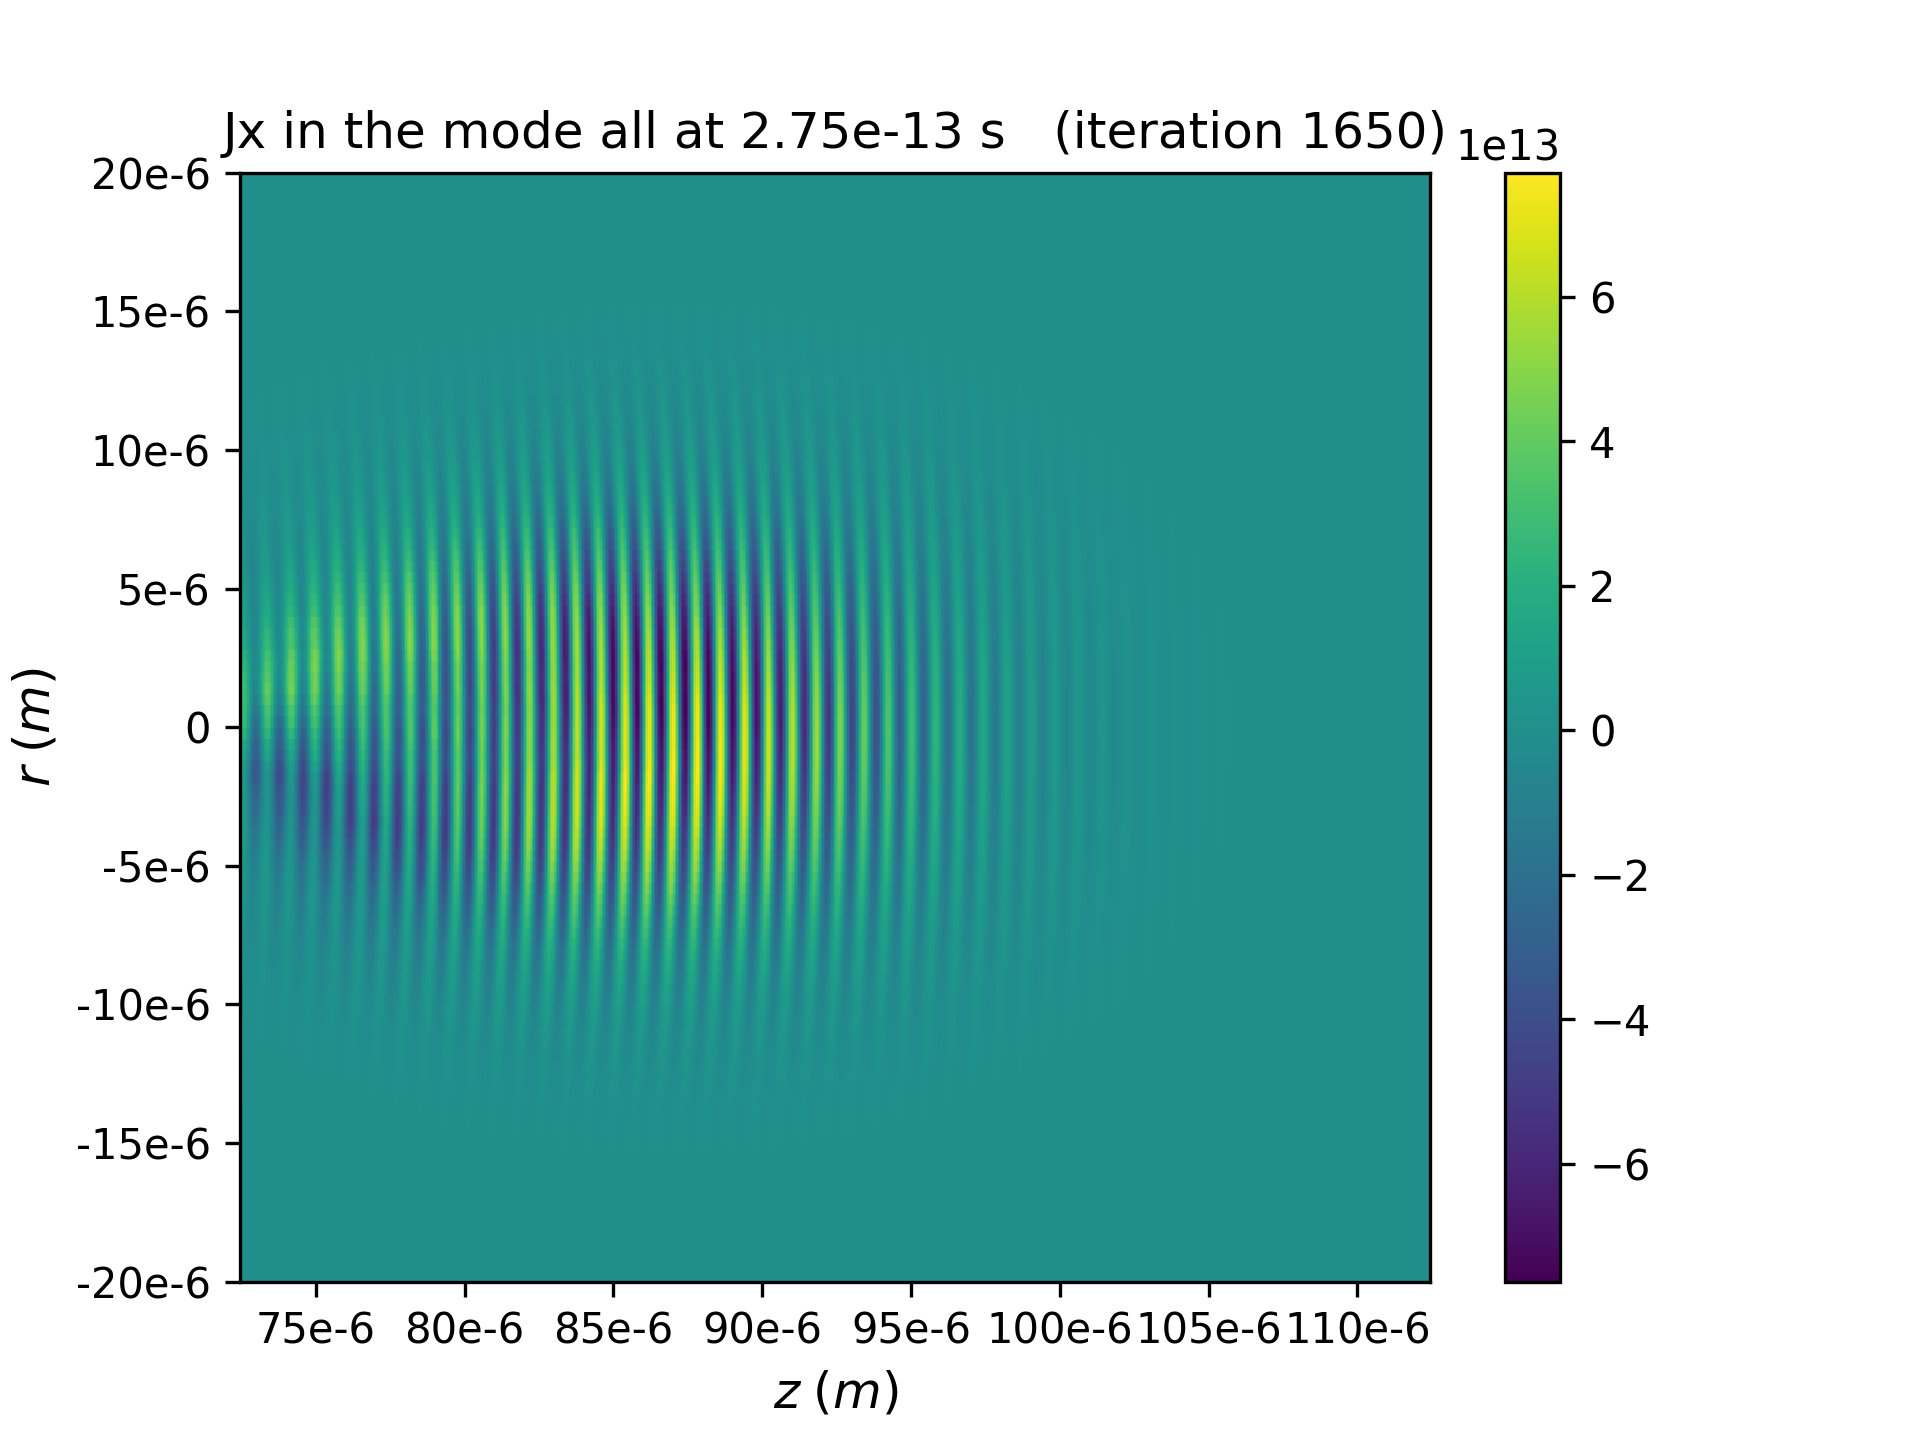 Jx in the mode all at 2.75e-13 s   (iteration 1650)
1e13
20e-6
15e-6
10e-6
5e-6
0
-5e-6
-10e-6
-15e-6
-20e-6
r (m)
75e-6 80e-6 85e-6 90e-6 95e-6 100e-6 105e-6 110e-6
z (m)
6
4
2
0
−2
−4
−6